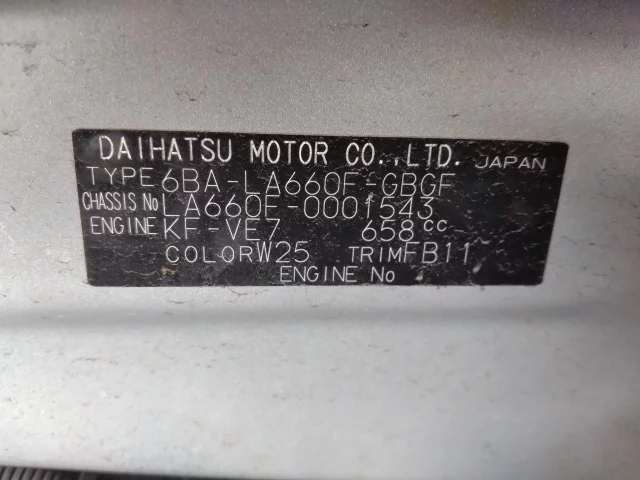 DAIHATSU MOTOR CO.,LTD. JAPAN
TYPE 6BA-LA660F-GBGF
CHASSIS No LA660F-0001543
ENGINE KF-VE7 658cc
COLOR W25 TRIM FB11
ENGINE No